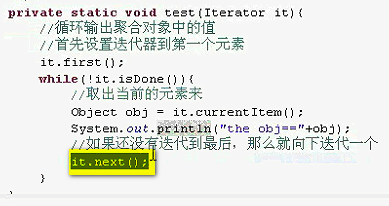 private static void test(Iterator it){
//循环输出聚合对象中的值
//首先设置迭代器到第一个元素
it.first();
while(!it.isDone()){
//取出当前的元素来
Object obj = it.currentItem();
System.out.println("the obj=="+obj);
//如果还没有迭代到最后，那么就向下迭代一个
it.next();
}
}